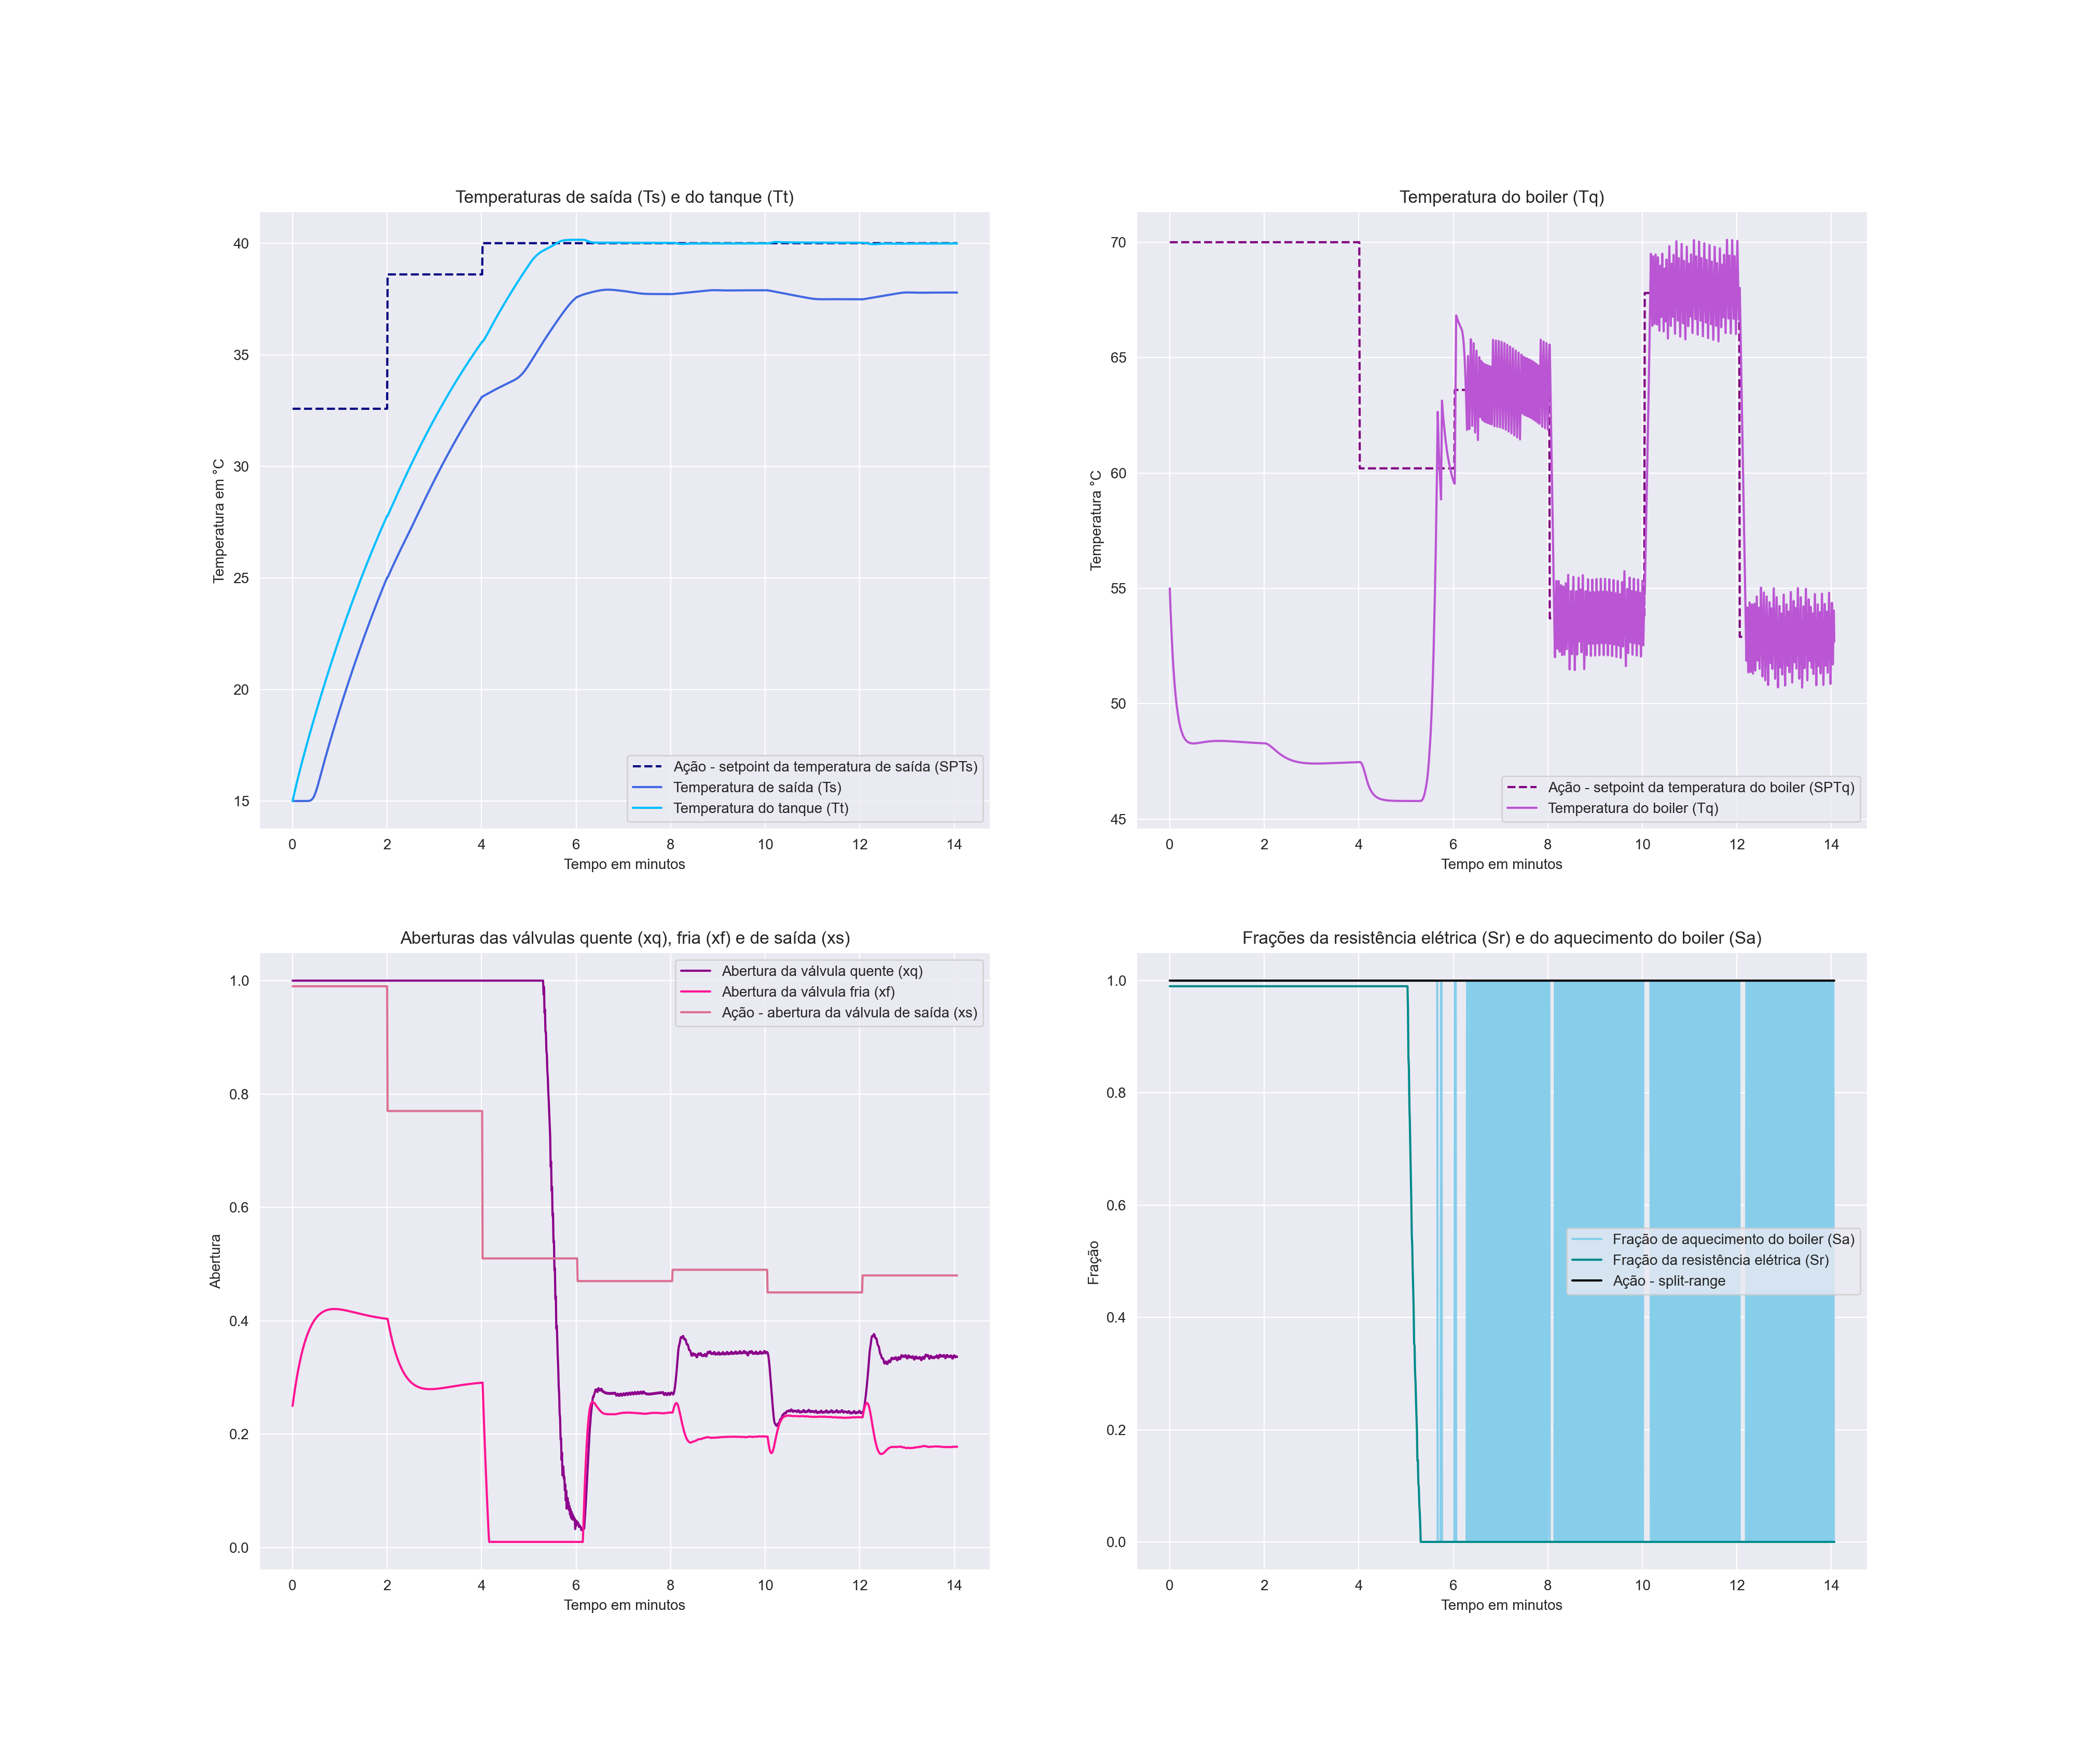 Temperaturas de saída (Ts) e do tanque (Tt)
40
35
30
25
20
15
Temperatura em °C
Ação - setpoint da temperatura de saída (SPTs)
Temperatura de saída (Ts)
Temperatura do tanque (Tt)
0 2 4 6 8 10 12 14
Tempo em minutos
Temperatura do boiler (Tq)
70
65
60
55
50
45
Temperatura °C
Ação - setpoint da temperatura do boiler (SPTq)
Temperatura do boiler (Tq)
0 2 4 6 8 10 12 14
Tempo em minutos
Aberturas das válvulas quente (xq), fria (xf) e de saída (xs)
Abertura da válvula quente (xq)
Abertura da válvula fria (xf)
Ação - abertura da válvula de saída (xs)
1.0
0.8
0.6
0.4
0.2
0.0
Abertura
0 2 4 6 8 10 12 14
Tempo em minutos
Frações da resistência elétrica (Sr) e do aquecimento do boiler (Sa)
1.0
0.8
0.6
0.4
0.2
0.0
Fração
Fração de aquecimento do boiler (Sa)
Fração da resistência elétrica (Sr)
Ação - split-range
0 2 4 6 8 10 12 14
Tempo em minutos